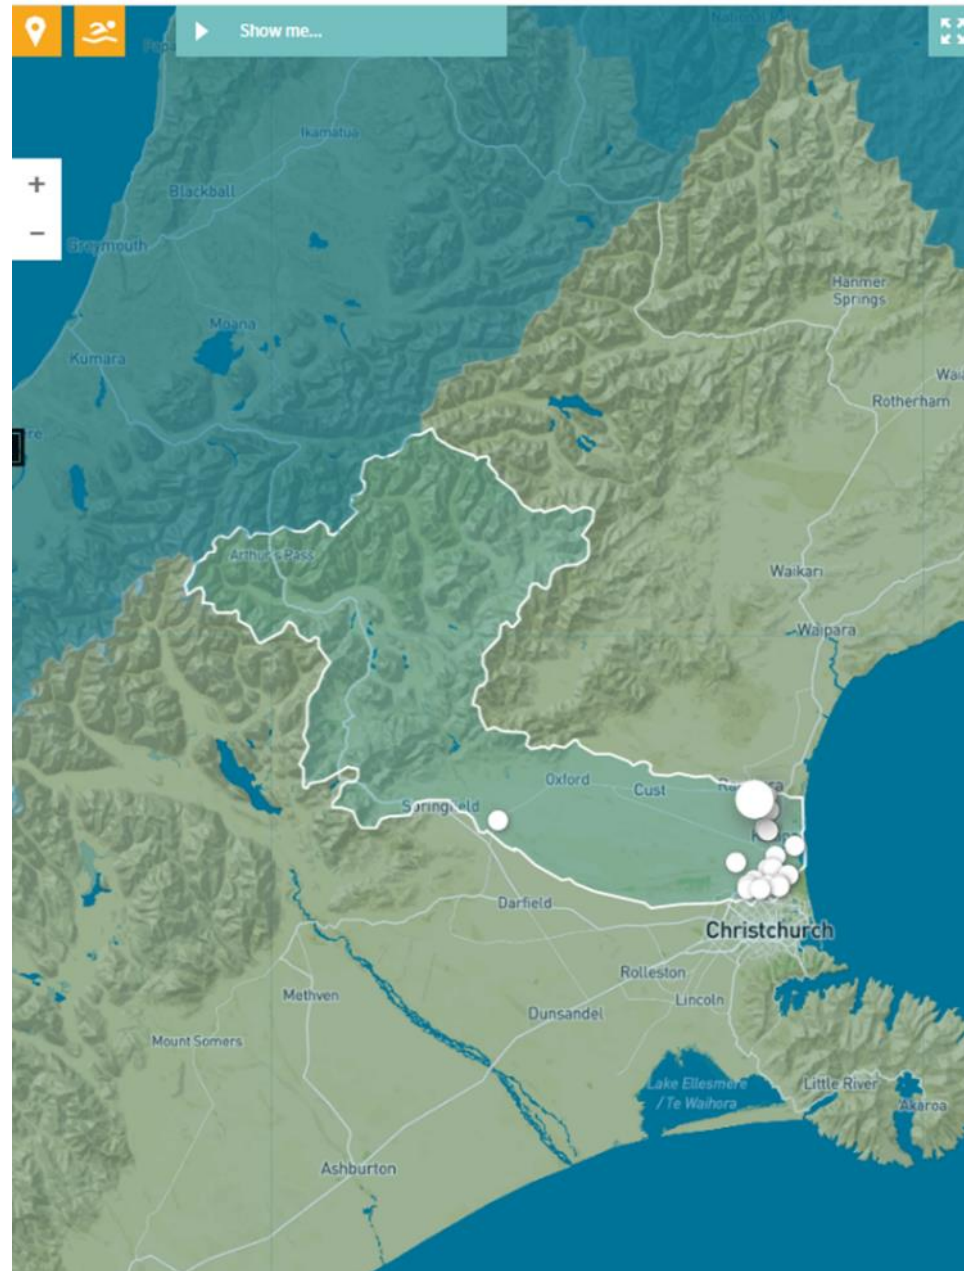 Show me...
Ikamatua
Blackball
Greymouth
Hanmer
Springs
Moana
Kumara
Rotherham
Arthur's Pass
Waikari
Waipara
Oxford
Cust
Springfield
Darfield
Christchurch
Rolleston
Methven
Lincoln
Dunsandel
Mount Somers
Lake Ellesmere
/ Te Waihora
Little River
Akaroa
Ashburton